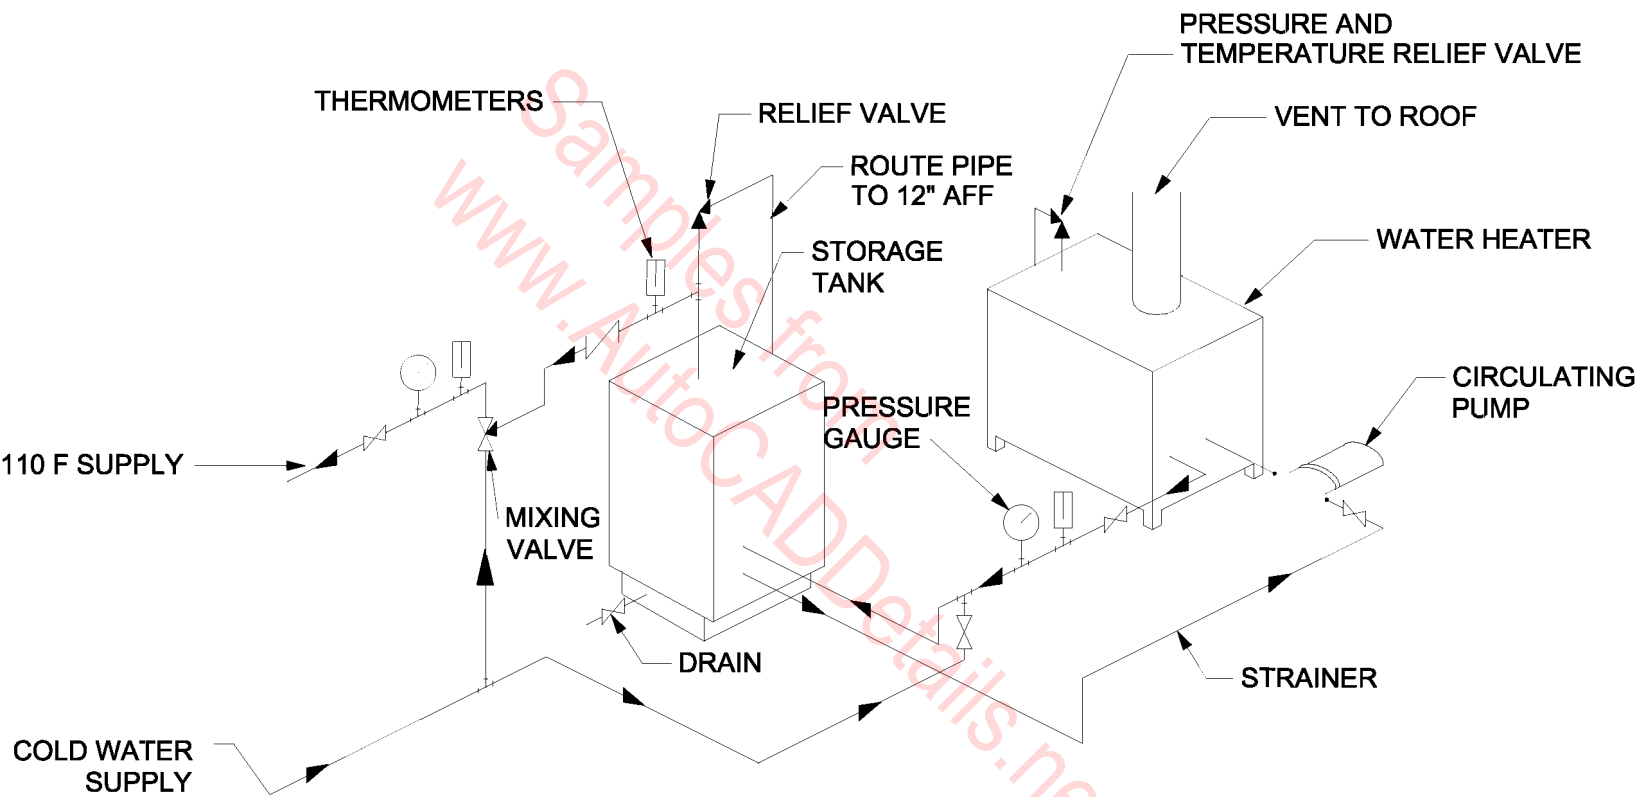 PRESSURE AND
TEMPERATURE RELIEF VALVE
THERMOMETERS
RELIEF VALVE
VENT TO ROOF
ROUTE PIPE
TO 12" AFF
STORAGE
TANK
WATER HEATER
CIRCULATING
PUMP
PRESSURE
GAUGE
110 F SUPPLY
MIXING
VALVE
DRAIN
STRAINER
COLD WATER
SUPPLY
Samples from
www.AutoCADDetails.ne